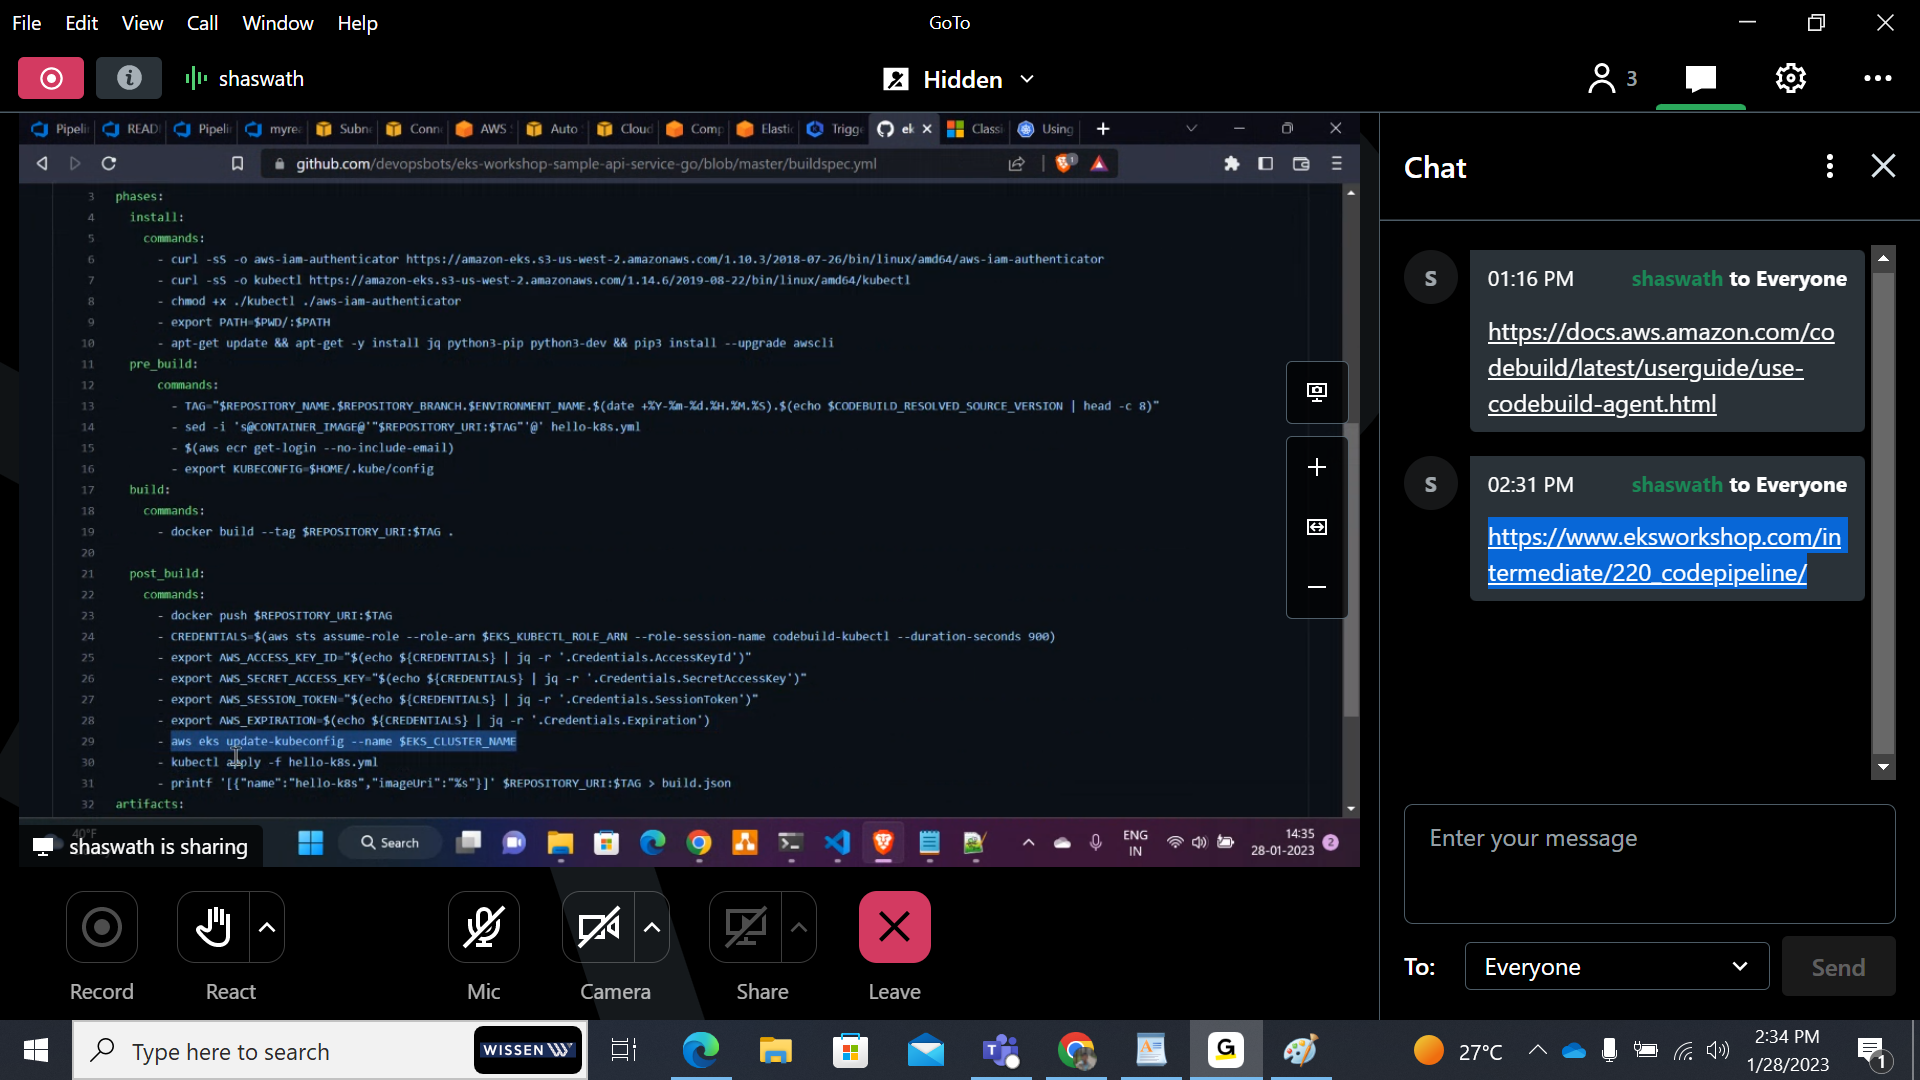 File Edit View Call Window Help
GoTo
shaswath
Hidden
3
Pipeli
READ
Pipeli
myre
Subn
Conn
AWS
Auto
Cloud
Comp
Elasti
Trigg
ek
Classi
Using
github.com/devopsbots/eks-workshop-sample-api-service-go/blob/master/buildspec.yml
1
3 phases:
4 install:
5 commands:
6 - curl -sS -o aws-iam-authenticator https://amazon-eks.s3-us-west-2.amazonaws.com/1.10.3/2018-07-26/bin/linux/amd64/aws-iam-authenticator
7 - curl -sS -o kubectl https://amazon-eks.s3-us-west-2.amazonaws.com/1.14.6/2019-08-22/bin/linux/amd64/kubectl
8 - chmod +x ./kubectl ./aws-iam-authenticator
9 - export PATH=$PWD/:$PATH
10 - apt-get update && apt-get -y install jq python3-pip python3-dev && pip3 install --upgrade awscli
11 pre_build:
12 commands:
13 - TAG="$REPOSITORY_NAME.$REPOSITORY_BRANCH.$ENVIRONMENT_NAME.$(date +%Y-%m-%d.%H.%M.%S).$(echo $CODEBUILD_RESOLVED_SOURCE_VERSION | head -c 8)"
14 - sed -i 's@CONTAINER_IMAGE@'"$REPOSITORY_URI:$TAG"'@' hello-k8s.yml
15 - $(aws ecr get-login --no-include-email)
16 - export KUBECONFIG=$HOME/.kube/config
17 build:
18 commands:
19 - docker build --tag $REPOSITORY_URI:$TAG .
20
21 post_build:
22 commands:
23 - docker push $REPOSITORY_URI:$TAG
24 - CREDENTIALS=$(aws sts assume-role --role-arn $EKS_KUBECTL_ROLE_ARN --role-session-name codebuild-kubectl --duration-seconds 900)
25 - export AWS_ACCESS_KEY_ID="$(echo ${CREDENTIALS} | jq -r '.Credentials.AccessKeyId')"
26 - export AWS_SECRET_ACCESS_KEY="$(echo ${CREDENTIALS} | jq -r '.Credentials.SecretAccessKey')"
27 - export AWS_SESSION_TOKEN="$(echo ${CREDENTIALS} | jq -r '.Credentials.SessionToken')"
28 - export AWS_EXPIRATION=$(echo ${CREDENTIALS} | jq -r '.Credentials.Expiration')
29 - aws eks update-kubeconfig --name $EKS_CLUSTER_NAME
30 - kubectl apply -f hello-k8s.yml
31 - printf '[{"name":"hello-k8s","imageUri":"%s"}]' $REPOSITORY_URI:$TAG > build.json
32 artifacts:
40°F
shaswath is sharing
Search
ENG
IN
14:35
28-01-2023
2
Record
React
Mic
Camera
Share
Leave
Chat
S
01:16 PM shaswath to Everyone
https://docs.aws.amazon.com/co
debuild/latest/userguide/use-
codebuild-agent.html
S
02:31 PM shaswath to Everyone
https://www.eksworkshop.com/in
termediate/220_codepipeline/
Enter your message
To: Everyone Send
Type here to search
WISSEN
G
27°C
2:34 PM
1/28/2023
1